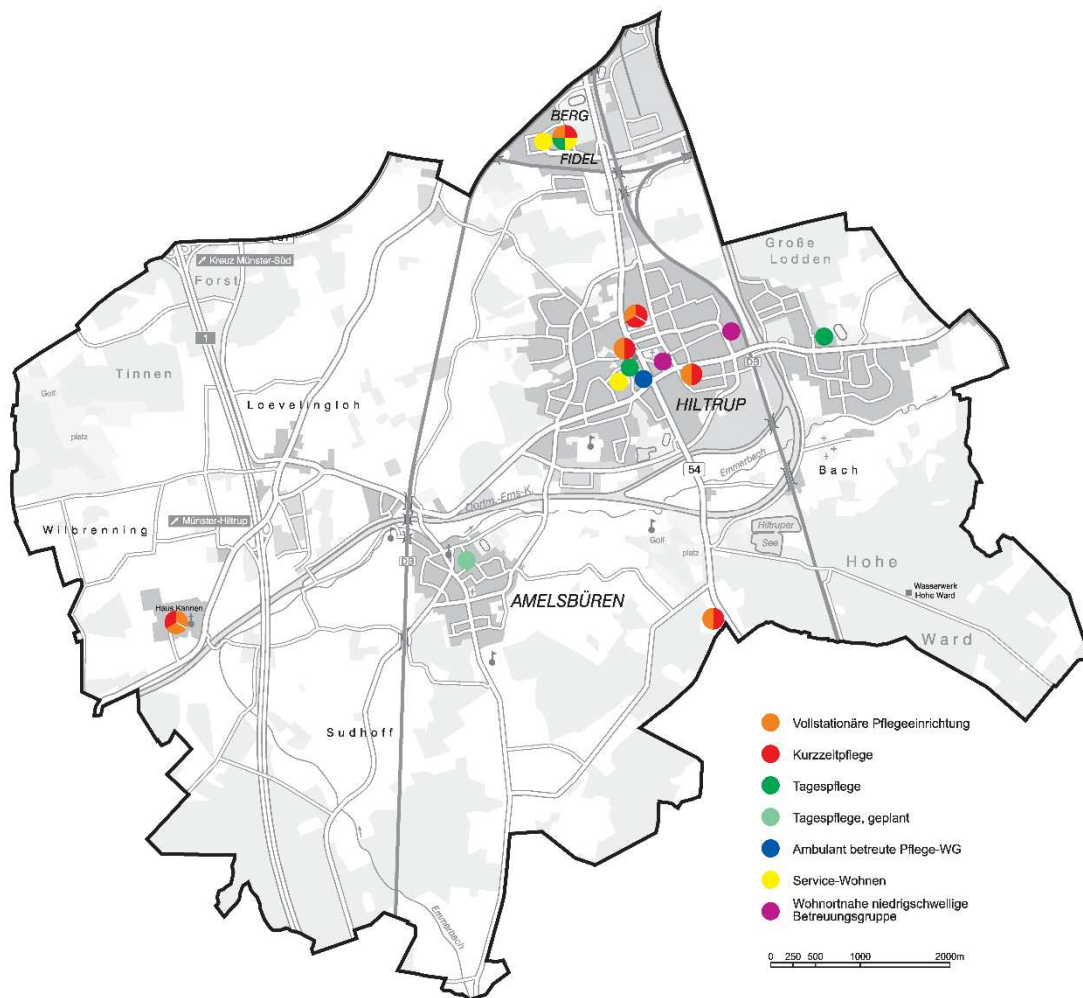 BERG
FIDEL
Große
Lodden
Kreuz Münster-Süd
Forst
1
Tinnen
Golf-
platz
Loevelingloh
DB
HILTRUP
54
Emmerbach
Bach
Dortm.-Ems-K.
Wilbrenning
Münster-Hiltrup
Hiltruper
See
Golf
platz
DB
Hohe
Wasserwerk
Hohe Ward
Haus Kannen
AMELSBÜREN
Ward
Sudhoff
Emmerbach
Vollstationäre Pflegeeinrichtung
Kurzzeitpflege
Tagespflege
Tagespflege, geplant
Ambulant betreute Pflege-WG
Service-Wohnen
Wohnortnahe niedrigschwellige
Betreuungsgruppe
0 250 500 1000 2000m